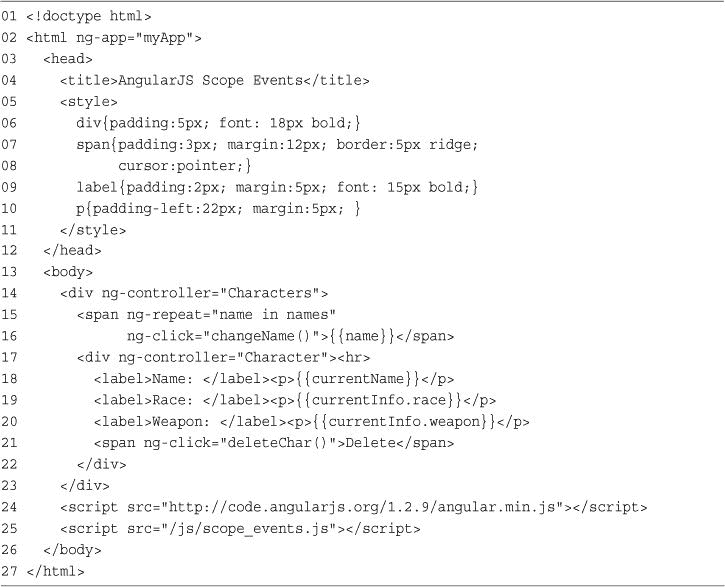 01 <!doctype html>
02 <html ng-app="myApp">
03   <head>
04     <title>AngularJS Scope Events</title>
05     <style>
06       div{padding:5px; font: 18px bold;}
07       span{padding:3px; margin:12px; border:5px ridge;
08            cursor:pointer;}
09       label{padding:2px; margin:5px; font: 15px bold;}
10       p{padding-left:22px; margin:5px; }
11     </style>
12   </head>
13   <body>
14     <div ng-controller="Characters">
15       <span ng-repeat="name in names"
16             ng-click="changeName()">{{name}}</span>
17       <div ng-controller="Character"><hr>
18         <label>Name: </label><p>{{currentName}}</p>
19         <label>Race: </label><p>{{currentInfo.race}}</p>
20         <label>Weapon: </label><p>{{currentInfo.weapon}}</p>
21         <span ng-click="deleteChar()">Delete</span>
22       </div>
23     </div>
24     <script src="http://code.angularjs.org/1.2.9/angular.min.js"></script>
25     <script src="/js/scope_events.js"></script>
26   </body>
27 </html>